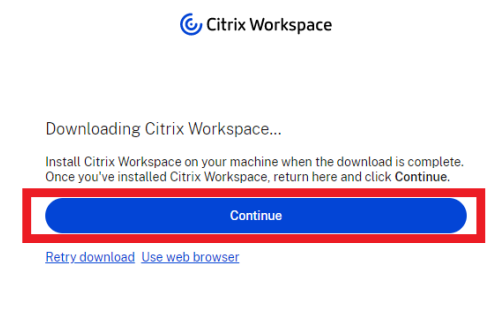 Citrix Workspace
Downloading Citrix Workspace...
Install Citrix Workspace on your machine when the download is complete.
Once you've installed Citrix Workspace, return here and click Continue.
Continue
Retry download Use web browser